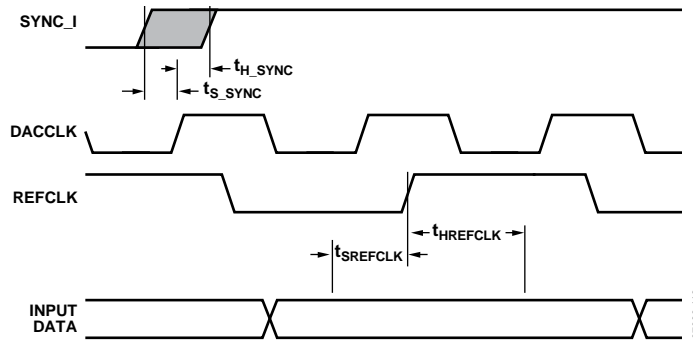 SYNC_I
tH_SYNC
tS_SYNC
DACCLK
REFCLK
tHREFCLK
tSREFCLK
INPUT
DATA